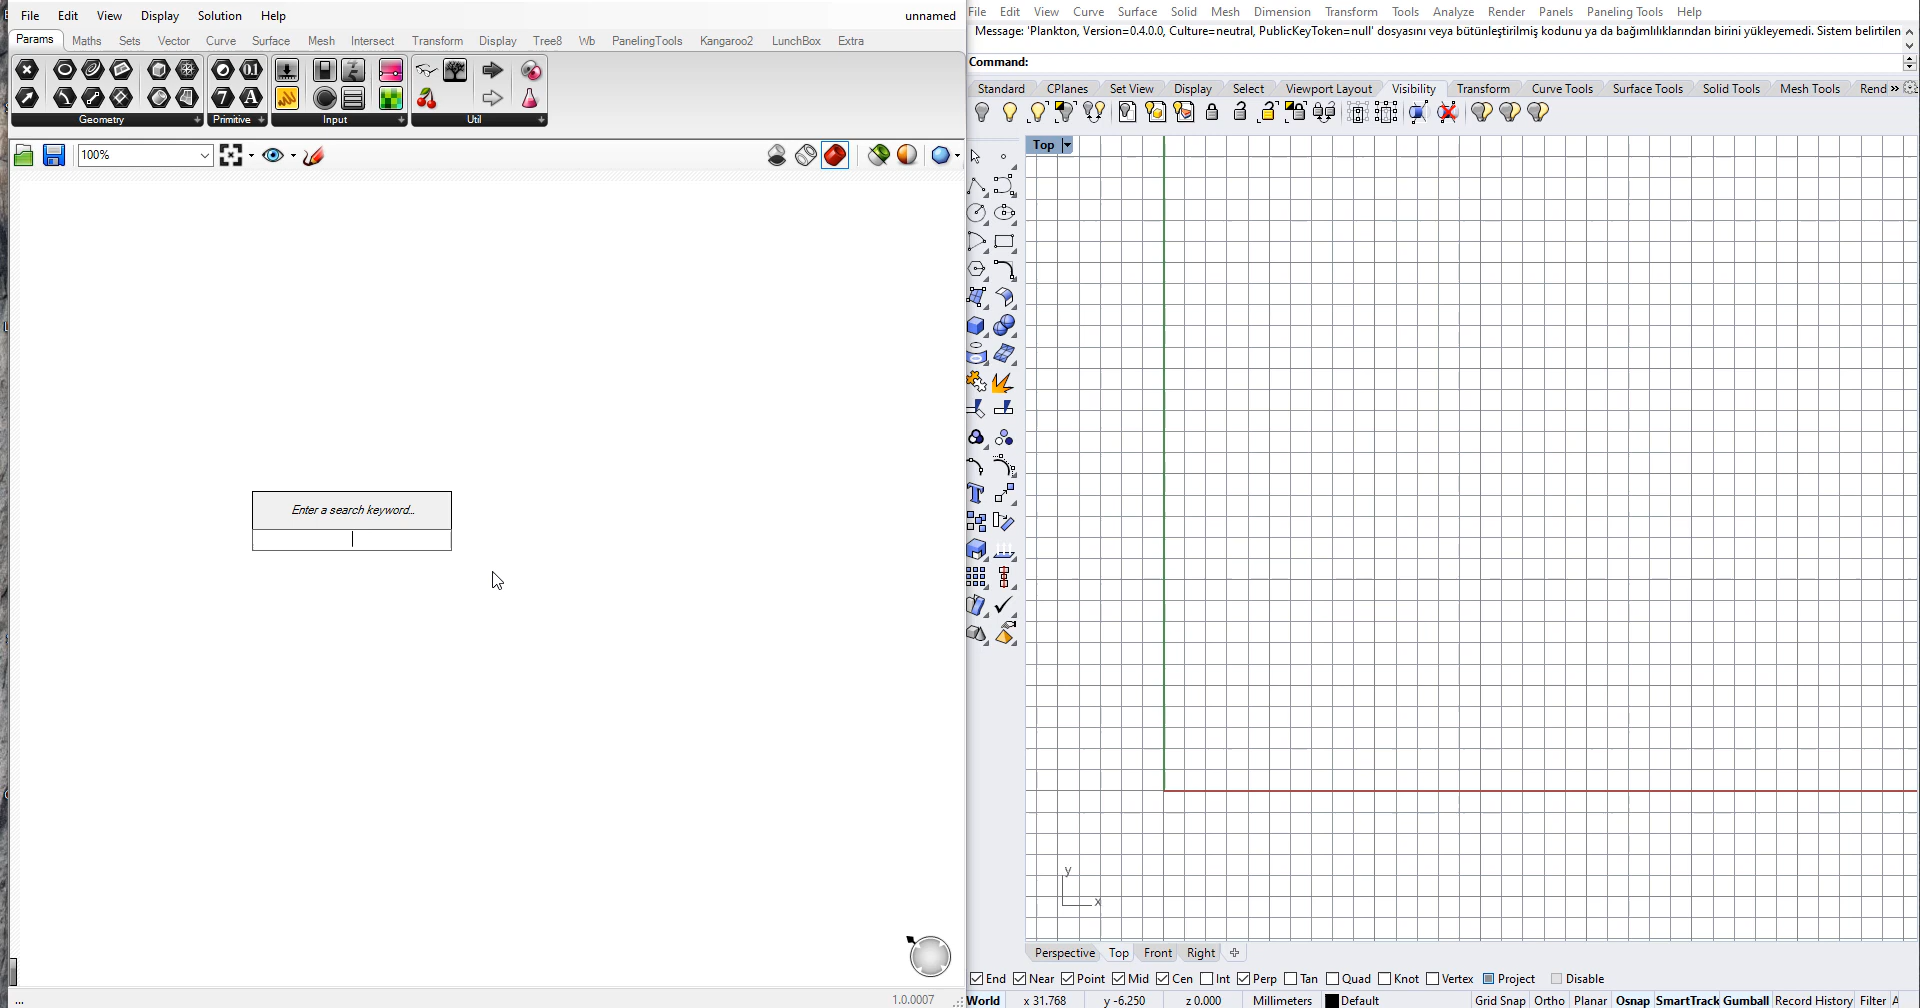 File Edit View Display Solution Help unnamed
Params Maths Sets Vector Curve Surface Mesh Intersect Transform Display Tree8 Wb PanelingTools Kangaroo2 LunchBox Extra
Geometry Primitive Input Util
100%
Enter a search keyword...
...
1.0.0007
File Edit View Curve Surface Solid Mesh Dimension Transform Tools Analyze Render Panels Paneling Tools Help
Message: 'Plankton, Version=0.4.0.0, Culture=neutral, PublicKeyToken=null' dosyasını veya bütünleştirilmiş kodunu ya da bağımlılıklarından birini yükleyemedi. Sistem belirtilen
Command:
Standard CPlanes Set View Display Select Viewport Layout Visibility Transform Curve Tools Surface Tools Solid Tools Mesh Tools Rend »
Top
y
x
Perspective Top Front Right
End Near Point Mid Cen Int Perp Tan Quad Knot Vertex Project Disable
World x 31.768 y -6.250 z 0.000 Millimeters Default Grid Snap Ortho Planar Osnap SmartTrack Gumball Record History Filter